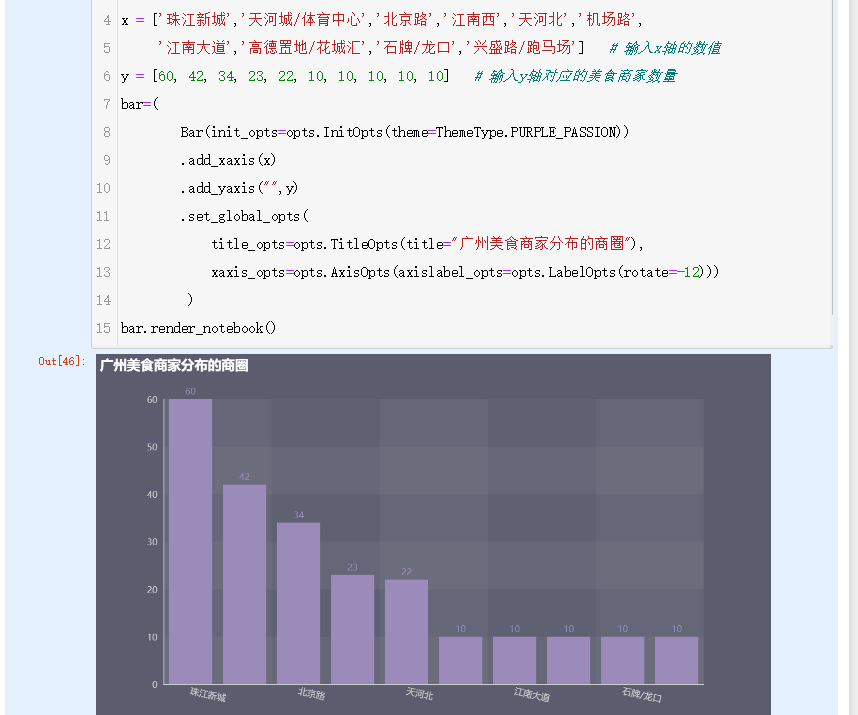 4 x = ['珠江新城','天河城/体育中心','北京路','江南西','天河北','机场路',
5 '江南大道','高德置地/花城汇','石牌/龙口','兴盛路/跑马场'] # 输入x轴的数值
6 y = [60, 42, 34, 23, 22, 10, 10, 10, 10, 10] # 输入y轴对应的美食商家数量
7 bar=(
8 Bar(init_opts=opts.InitOpts(theme=ThemeType.PURPLE_PASSION))
9 .add_xaxis(x)
10 .add_yaxis("",y)
11 .set_global_opts(
12 title_opts=opts.TitleOpts(title="广州美食商家分布的商圈"),
13 xaxis_opts=opts.AxisOpts(axislabel_opts=opts.LabelOpts(rotate=-12)))
14 )
15 bar.render_notebook()
Out[46]:
广州美食商家分布的商圈
60
60
50
42
40
34
30
23
22
20
10
10 10 10 10 10
0
珠江新城 北京路 天河北 江南大道 石牌/龙口